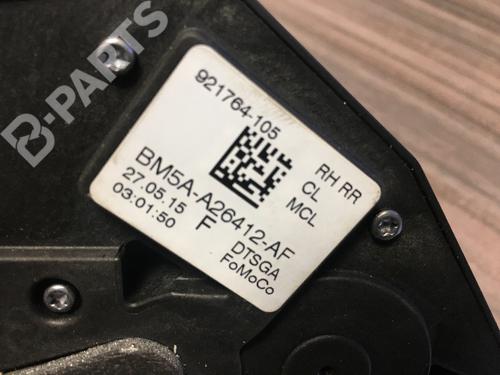 B-PARTS
921764-105
RH RR
CL
MCL
BM5A-A26412-AF
27.05.15 F
03:01:50
DTSGA
FoMoCo